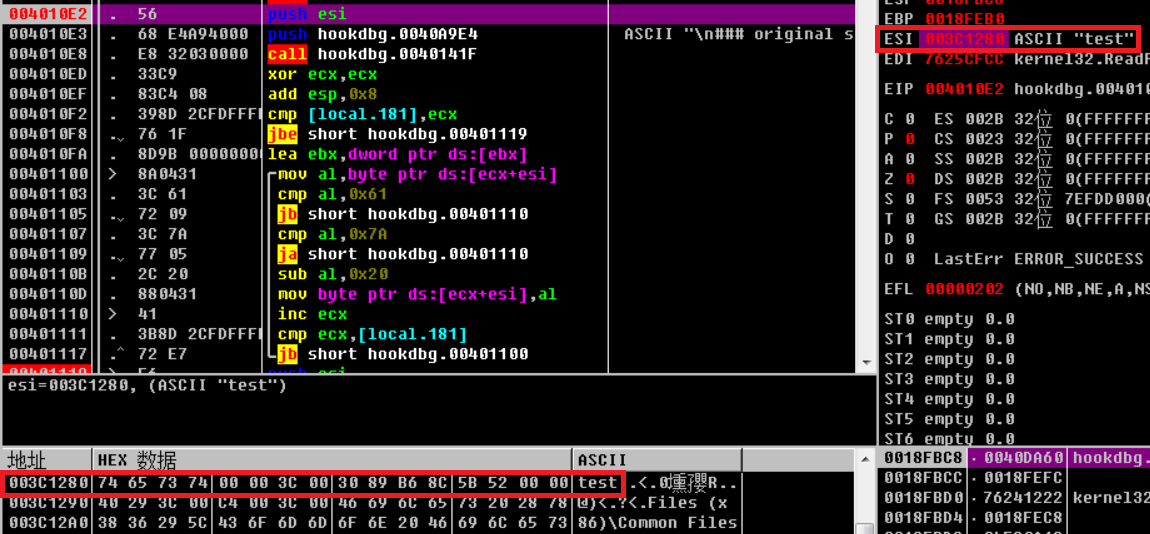 004010E2 . 56 push esi
004010E3 . 68 E4A94000 push hookdbg.0040A9E4 ASCII "\n### original s
004010E8 . E8 32030000 call hookdbg.0040141F
004010ED . 33C9 xor ecx,ecx
004010EF . 83C4 08 add esp,0x8
004010F2 . 398D 2CFDFFFF cmp [local.181],ecx
004010F8 .v 76 1F jbe short hookdbg.00401119
004010FA . 8D9B 00000000 lea ebx,dword ptr ds:[ebx]
00401100 > 8A0431 mov al,byte ptr ds:[ecx+esi]
00401103 . 3C 61 cmp al,0x61
00401105 .v 72 09 jb short hookdbg.00401110
00401107 . 3C 7A cmp al,0x7A
00401109 .v 77 05 ja short hookdbg.00401110
0040110B . 2C 20 sub al,0x20
0040110D . 880431 mov byte ptr ds:[ecx+esi],al
00401110 > 41 inc ecx
00401111 . 3B8D 2CFDFFFF cmp ecx,[local.181]
00401117 .^ 72 E7 jb short hookdbg.00401100
esi=003C1280, (ASCII "test")
EBP 0018FEB0
ESI 003C1280 ASCII "test"
EDI 7625CFCC kernel32.ReadF
EIP 004010E2 hookdbg.004010
C 0 ES 002B 32位 0(FFFFFFF
P 0 CS 0023 32位 0(FFFFFFF
A 0 SS 002B 32位 0(FFFFFFF
Z 0 DS 002B 32位 0(FFFFFFF
S 0 FS 0053 32位 7EFDD000(
T 0 GS 002B 32位 0(FFFFFFF
D 0
O 0 LastErr ERROR_SUCCESS
EFL 00000202 (NO,NB,NE,A,NS
ST0 empty 0.0
ST1 empty 0.0
ST2 empty 0.0
ST3 empty 0.0
ST4 empty 0.0
ST5 empty 0.0
ST6 empty 0.0
地址 HEX 数据 ASCII
003C1280 74 65 73 74 00 00 3C 00 30 89 B6 8C 5B 52 00 00 test
003C1290 40 29 3C 00 C4 00 3C 00 46 69 6C 65 73 20 28 78 @)<.?<.Files (x
003C12A0 38 36 29 5C 43 6F 6D 6D 6F 6E 20 46 69 6C 65 73 86)\Common Files
0018FBC8 . 0040DA60 hookdbg.
0018FBCC . 0018FEFC
0018FBD0 . 76241222 kernel32
0018FBD4 . 0018FEC8